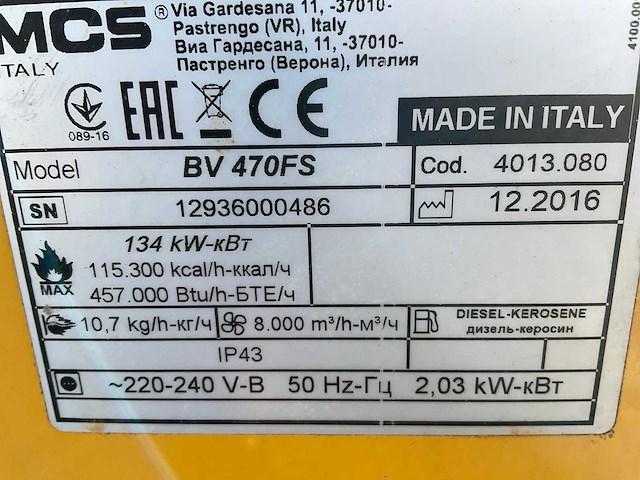 MCS ® Via Gardesana 11, -37010-
Pastrengo (VR), Italy
ITALY Виа Гардесана, 11, -37010-
Пастренго (Верона), Италия
4100.00
089-16 EAC CE MADE IN ITALY
Model BV 470FS Cod. 4013.080
SN 12936000486 12.2016
134 kW-кВт
115.300 kcal/h-ккал/ч
MAX 457.000 Btu/h-БТЕ/ч
10,7 kg/h-кг/ч 8.000 m³/h-м³/ч DIESEL-KEROSENE
дизель-керосин
IP43
~220-240 V-В 50 Hz-Гц 2,03 kW-кВт